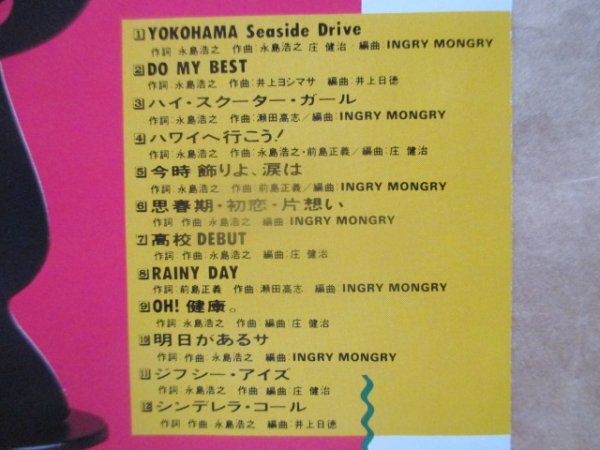 1 YOKOHAMA Seaside Drive
作詞 永島浩之 作曲 永島浩之 庄 健治/編曲 INGRY MONGRY
2 DO MY BEST
作詞:永島浩之 作曲:井上ヨシマサ 編曲 井上日徳
3 ハイ・スクーター・ガール
作詞:永島浩之 作曲:瀬田高志/編曲:INGRY MONGRY
4 ハワイへ行こう!
作詞:永島浩之 作曲:永島浩之・前島正義/編曲:庄 健治
5 今時 飾りよ、涙は
作詞 永島浩之 作曲 前島正義/編曲 INGRY MONGRY
6 思春期・初恋・片想い
作詞 作曲 永島浩之 編曲 INGRY MONGRY
7 高校 DEBUT
作詞 作曲 永島浩之 編曲 庄 健治
8 RAINY DAY
作詞:前島正義 作曲:瀬田高志 編曲 INGRY MONGRY
9 OH! 健康。
作詞 永島浩之 作曲 編曲 庄 健治
10 明日があるサ
作詞 作曲 永島浩之 編曲 INGRY MONGRY
11 ジプシー・アイズ
作詞 永島浩之 作曲 編曲:庄 健治
12 シンデレラ・コール
作詞 作曲 永島浩之 編曲 井上日徳